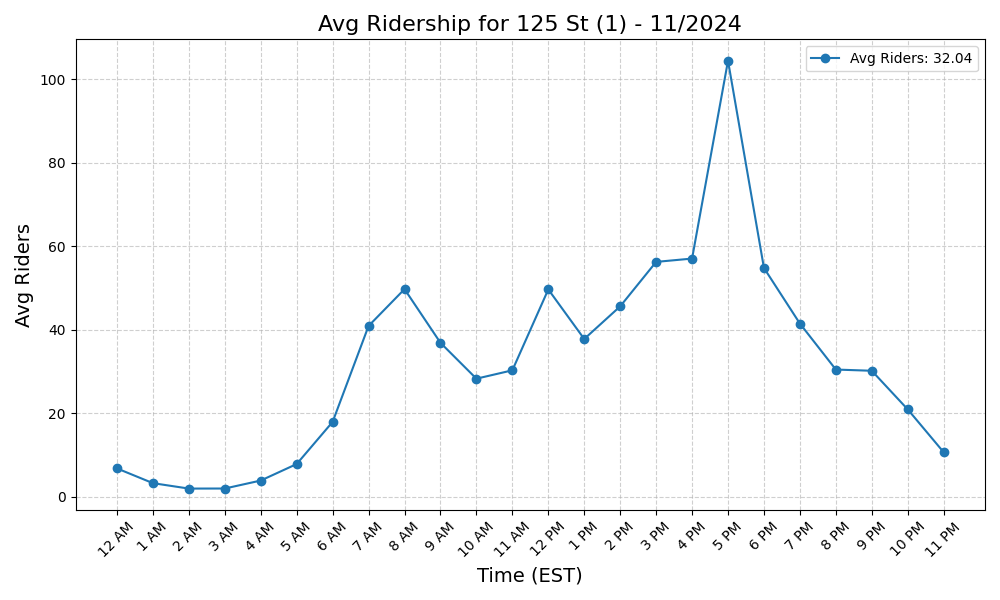 Avg Ridership for 125 St (1) - 11/2024
Avg Riders: 32.04
Avg Riders
100
80
60
40
20
0
12 AM
1 AM
2 AM
3 AM
4 AM
5 AM
6 AM
7 AM
8 AM
9 AM
10 AM
11 AM
12 PM
1 PM
2 PM
3 PM
4 PM
5 PM
6 PM
7 PM
8 PM
9 PM
10 PM
11 PM
Time (EST)